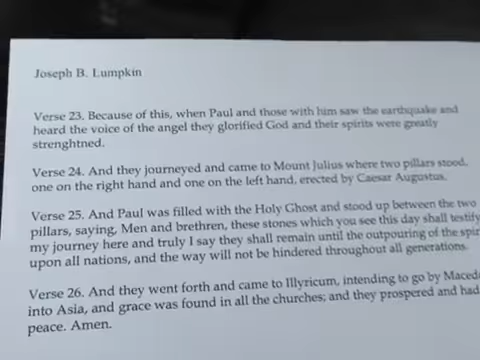 Joseph B. Lumpkin
Verse 23. Because of this, when Paul and those with him saw the earthquake and
heard the voice of the angel they glorified God and their spirits were greatly
strenghtned.
Verse 24. And they journeyed and came to Mount Julius where two pillars stood,
one on the right hand and one on the left hand, erected by Caesar Augustus.
Verse 25. And Paul was filled with the Holy Ghost and stood up between the two
pillars, saying, Men and brethren, these stones which you see this day shall testify
my journey here and truly I say they shall remain until the outpouring of the spir
upon all nations, and the way will not be hindered throughout all generations.
Verse 26. And they went forth and came to Illyricum, intending to go by Maced
into Asia, and grace was found in all the churches; and they prospered and had
peace. Amen.